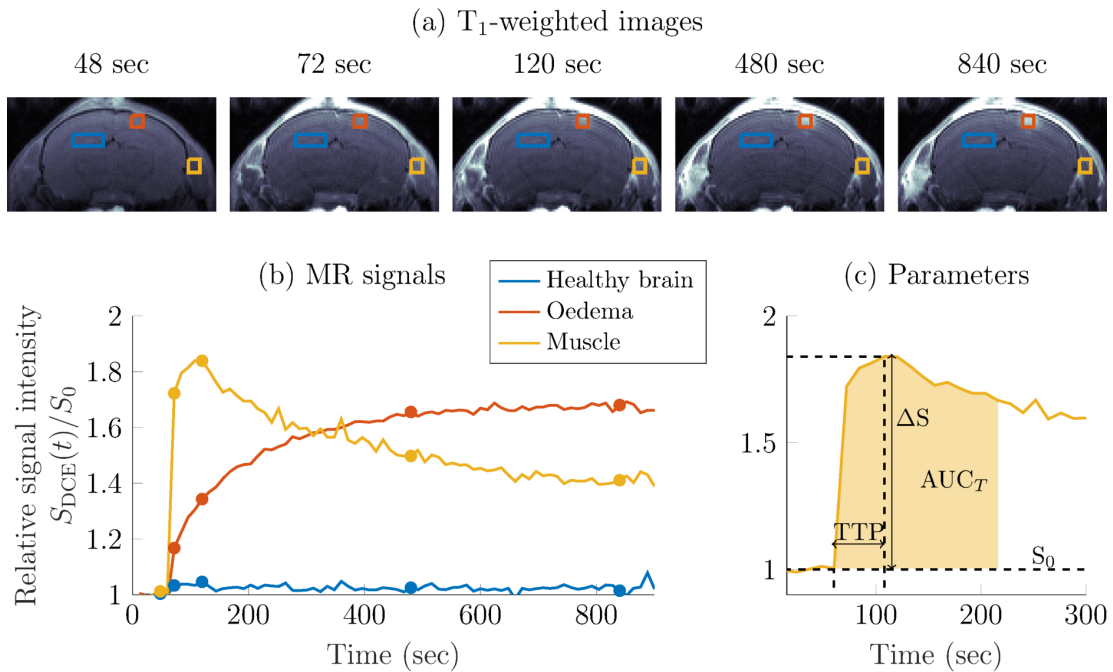 (a) T₁-weighted images
48 sec 72 sec 120 sec 480 sec 840 sec
(b) MR signals
Healthy brain
Oedema
Muscle
Relative signal intensity
S_DCE(t)/S₀
2
1.8
1.6
1.4
1.2
1
0 200 400 600 800
Time (sec)
(c) Parameters
2
1.5
1
ΔS
AUC_T
TTP
S₀
100 200 300
Time (sec)